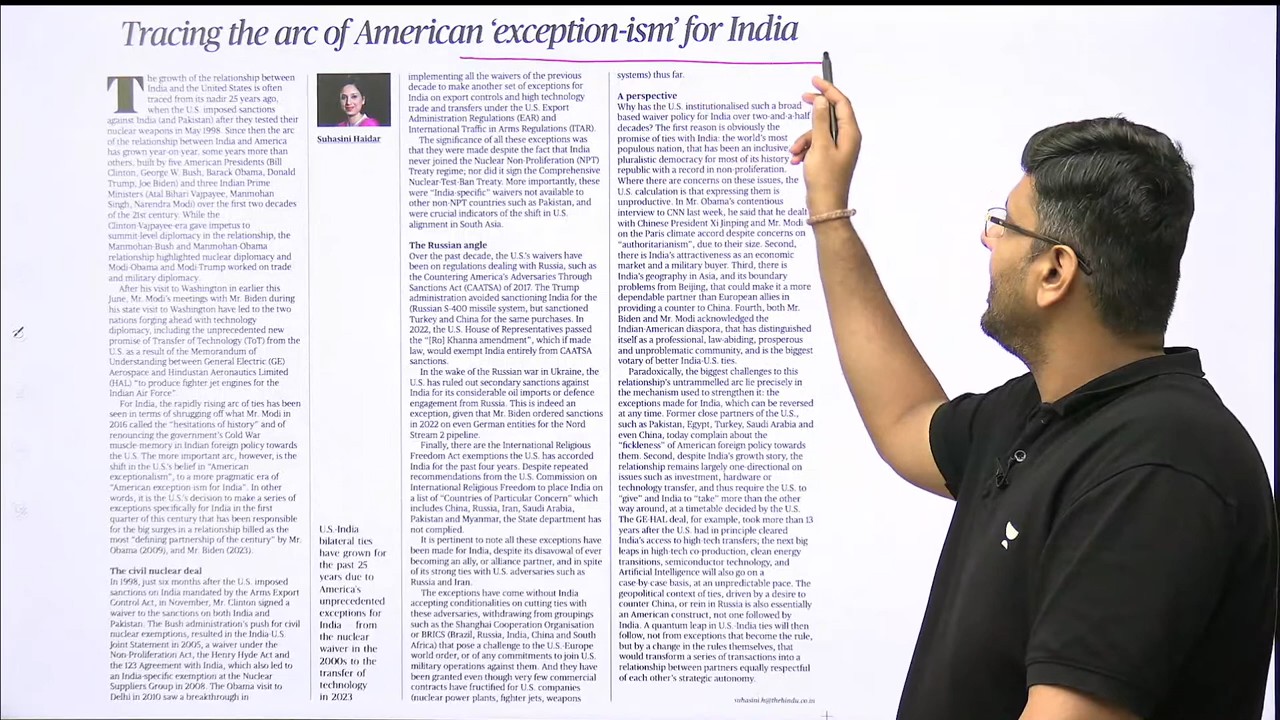 Tracing the arc of American 'exception-ism' for India
The growth of the relationship between
India and the United States is often
traced from its nadir 25 years ago,
when the U.S. imposed sanctions
against India (and Pakistan) after they tested their
nuclear weapons in May 1998. Since then the arc
of the relationship between India and America
has grown year-on-year, some years more than
others, built by five American Presidents (Bill
Clinton, George W. Bush, Barack Obama, Donald
Trump, Joe Biden) and three Indian Prime
Ministers (Atal Bihari Vajpayee, Manmohan
Singh, Narendra Modi) over the first two decades
of the 21st century. While the
Clinton-Vajpayee-era gave impetus to
summit-level diplomacy in the relationship, the
Manmohan-Bush and Manmohan-Obama
relationship highlighted nuclear diplomacy and
Modi-Obama and Modi-Trump worked on trade
and military diplomacy.
After his visit to Washington in earlier this
June, Mr. Modi's meetings with Mr. Biden during
his state visit to Washington have led to the two
nations forging ahead with technology
diplomacy, including the unprecedented new
promise of Transfer of Technology (ToT) from the
U.S. as a result of the Memorandum of
Understanding between General Electric (GE)
Aerospace and Hindustan Aeronautics Limited
(HAL) "to produce fighter jet engines for the
Indian Air Force"
For India, the rapidly rising arc of ties has been
seen in terms of shrugging off what Mr. Modi in
2016 called the "hesitations of history" and of
renouncing the government's Cold War
muscle-memory in Indian foreign policy towards
the U.S. The more important arc, however, is the
shift in the U.S.'s belief in "American
exceptionalism", to a more pragmatic era of
"American exception-ism for India". In other
words, it is the U.S.'s decision to make a series of
exceptions specifically for India in the first
quarter of this century that has been responsible
for the big surges in a relationship billed as the
most "defining partnership of the century" by Mr.
Obama (2009), and Mr. Biden (2023).
The civil nuclear deal
In 1998, just six months after the U.S. imposed
sanctions on India mandated by the Arms Export
Control Act, in November, Mr. Clinton signed a
waiver to the sanctions on both India and
Pakistan. The Bush administration's push for civil
nuclear exemptions, resulted in the India U.S
Joint Statement in 2005, a waiver under the
Non-Proliferation Act, the Henry Hyde Act and
the 123 Agreement with India, which also led to
an India-specific exemption at the Nuclear
Suppliers Group in 2008. The Obama visit to
Delhi in 2010 saw a breakthrough in
Suhasini Haidar
U.S.-India
bilateral ties
have grown for
the past 25
years due to
America's
unprecedented
exceptions for
India from
the nuclear
waiver in the
2000s to the
transfer of
technology
in 2023
implementing all the waivers of the previous
decade to make another set of exceptions for
India on export controls and high technology
trade and transfers under the U.S. Export
Administration Regulations (EAR) and
International Traffic in Arms Regulations (ITAR).
The significance of all these exceptions was
that they were made despite the fact that India
never joined the Nuclear Non-Proliferation (NPT)
Treaty regime; nor did it sign the Comprehensive
Nuclear-Test-Ban Treaty. More importantly, these
were "India-specific" waivers not available to
other non-NPT countries such as Pakistan, and
were crucial indicators of the shift in U.S.
alignment in South Asia.
The Russian angle
Over the past decade, the U.S.'s waivers have
been on regulations dealing with Russia, such as
the Countering America's Adversaries Through
Sanctions Act (CAATSA) of 2017. The Trump
administration avoided sanctioning India for the
(Russian S-400 missile system, but sanctioned
Turkey and China for the same purchases. In
2022, the U.S. House of Representatives passed
the "[Ro] Khanna amendment", which if made
law, would exempt India entirely from CAATSA
sanctions.
In the wake of the Russian war in Ukraine, the
U.S. has ruled out secondary sanctions against
India for its considerable oil imports or defence
engagement from Russia. This is indeed an
exception, given that Mr. Biden ordered sanctions
in 2022 on even German entities for the Nord
Stream 2 pipeline.
Finally, there are the International Religious
Freedom Act exemptions the U.S. has accorded
India for the past four years. Despite repeated
recommendations from the U.S. Commission on
International Religious Freedom to place India on
a list of "Countries of Particular Concern" which
includes China, Russia, Iran, Saudi Arabia,
Pakistan and Myanmar, the State department has
not complied.
It is pertinent to note all these exceptions have
been made for India, despite its disavowal of ever
becoming an ally, or alliance partner, and in spite
of its strong ties with U.S. adversaries such as
Russia and Iran.
The exceptions have come without India
accepting conditionalities on cutting ties with
these adversaries, withdrawing from groupings
such as the Shanghai Cooperation Organisation
or BRICS (Brazil, Russia, India, China and South
Africa) that pose a challenge to the U.S.-Europe
world order, or of any commitments to join U.S.
military operations against them. And they have
been granted even though very few commercial
contracts have fructified for U.S. companies
(nuclear power plants, fighter jets, weapons
systems) thus far.
A perspective
Why has the U.S. institutionalised such a broad
based waiver policy for India over two-and-a-half
decades? The first reason is obviously the
promise of ties with India: the world's most
populous nation, that has been an inclusive,
pluralistic democracy for most of its history
republic with a record in non-proliferation.
Where there are concerns on these issues, the
U.S. calculation is that expressing them is
unproductive. In Mr. Obama's contentious
interview to CNN last week, he said that he dealt
with Chinese President Xi Jinping and Mr. Modi
on the Paris climate accord despite concerns on
"authoritarianism", due to their size. Second,
there is India's attractiveness as an economic
market and a military buyer. Third, there is
India's geography in Asia, and its boundary
problems from Beijing, that could make it a more
dependable partner than European allies in
providing a counter to China. Fourth, both Mr.
Biden and Mr. Modi acknowledged the
Indian-American diaspora, that has distinguished
itself as a professional, law-abiding, prosperous
and unproblematic community, and is the biggest
votary of better India-U.S. ties.
Paradoxically, the biggest challenges to this
relationship's untrammelled arc lie precisely in
the mechanism used to strengthen it: the
exceptions made for India, which can be reversed
at any time. Former close partners of the U.S.,
such as Pakistan, Egypt, Turkey, Saudi Arabia and
even China, today complain about the
"fickleness" of American foreign policy towards
them. Second, despite India's growth story, the
relationship remains largely one-directional on
issues such as investment, hardware or
technology transfer, and thus require the U.S. to
"give" and India to "take" more than the other
way around, at a timetable decided by the U.S.
The GE-HAL deal, for example, took more than 13
years after the U.S. had in principle cleared
India's access to high-tech transfers; the next big
leaps in high-tech co-production, clean energy
transitions, semiconductor technology, and
Artificial Intelligence will also go on a
case-by-case basis, at an unpredictable pace. The
geopolitical context of ties, driven by a desire to
counter China, or rein in Russia is also essentially
an American construct, not one followed by
India. A quantum leap in U.S. India ties will then
follow, not from exceptions that become the rule,
but by a change in the rules themselves, that
would transform a series of transactions into a
relationship between partners equally respectful
of each other's strategic autonomy.
suhasini.h@thehindu.co.in